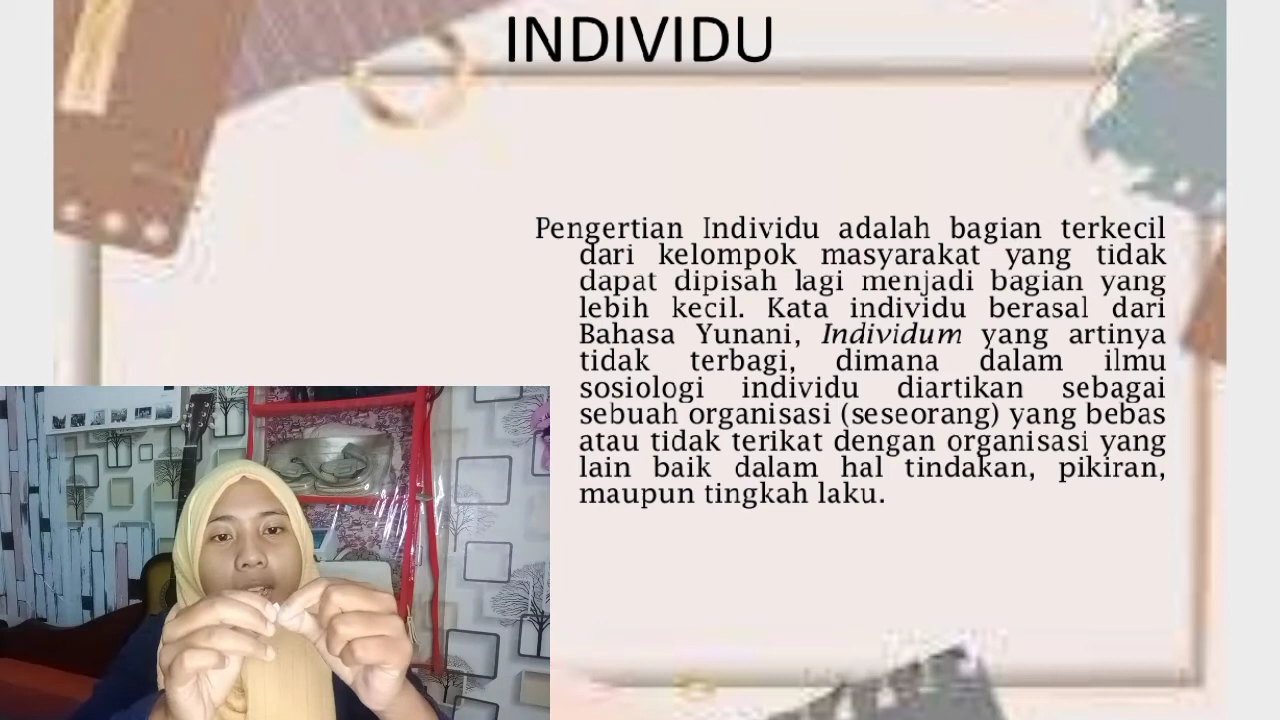 INDIVIDU
Pengertian Individu adalah bagian terkecil
dari kelompok masyarakat yang tidak
dapat dipisah lagi menjadi bagian yang
lebih kecil. Kata individu berasal dari
Bahasa Yunani, Individum yang artinya
tidak terbagi, dimana dalam ilmu
sosiologi individu diartikan sebagai
sebuah organisasi (seseorang) yang bebas
atau tidak terikat dengan organisasi yang
lain baik dalam hal tindakan, pikiran,
maupun tingkah laku.